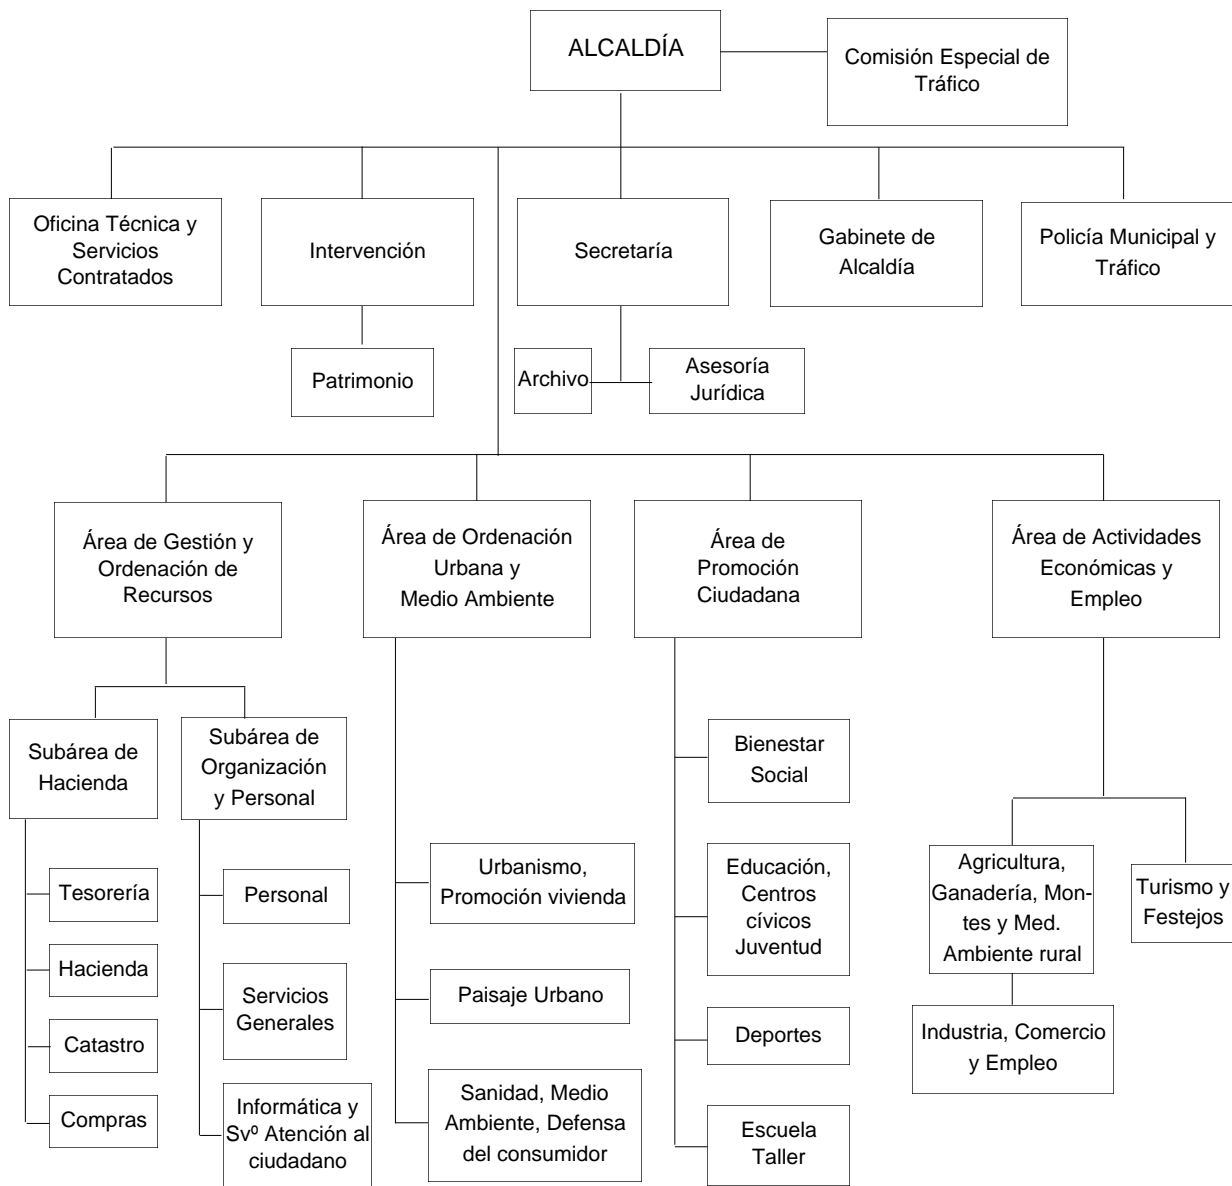 ALCALDÍA
Comisión Especial de
Tráfico
Oficina Técnica y
Servicios
Contratados
Intervención
Secretaría
Gabinete de
Alcaldía
Policía Municipal y
Tráfico
Patrimonio
Archivo
Asesoría
Jurídica
Área de Gestión y
Ordenación de
Recursos
Área de Ordenación
Urbana y
Medio Ambiente
Área de
Promoción
Ciudadana
Área de Actividades
Económicas y
Empleo
Subárea de
Hacienda
Subárea de
Organización
y Personal
Tesorería
Hacienda
Catastro
Compras
Personal
Servicios
Generales
Informática y
Svº Atención al
ciudadano
Urbanismo,
Promoción vivienda
Paisaje Urbano
Sanidad, Medio
Ambiente, Defensa
del consumidor
Bienestar
Social
Educación,
Centros
cívicos
Juventud
Deportes
Escuela
Taller
Agricultura,
Ganadería, Mon-
tes y Med.
Ambiente rural
Turismo y
Festejos
Industria, Comercio
y Empleo